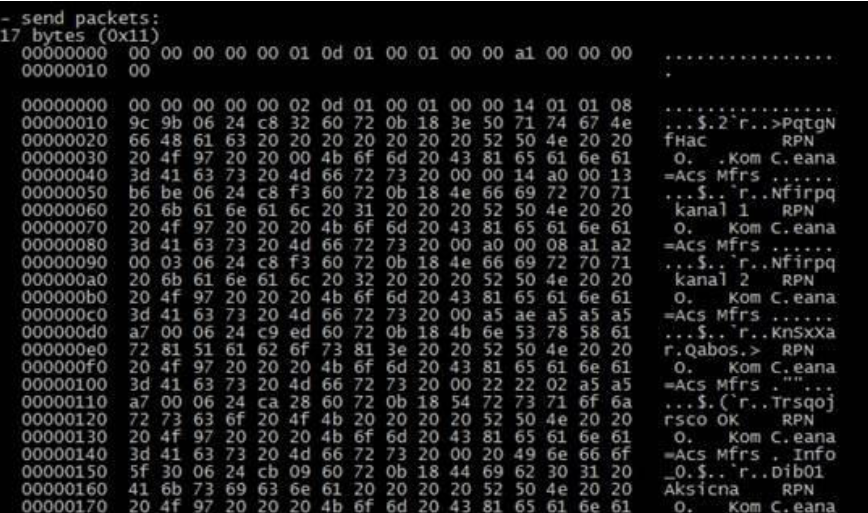 - send packets:
17 bytes (0x11)
00000000 00 00 00 00 00 01 0d 01 00 01 00 00 a1 00 00 00 ................
00000010 00 .
00000000 00 00 00 00 00 02 0d 01 00 01 00 00 14 01 01 08 ................
00000010 9c 9b 06 24 c8 32 60 72 0b 18 3e 50 71 74 67 4e ...$.2`r..>PqtgN
00000020 66 48 61 63 20 20 20 20 20 20 20 52 50 4e 20 20 fHac       RPN
00000030 20 4f 97 20 20 00 4b 6f 6d 20 43 81 65 61 6e 61  O.  .Kom C.eana
00000040 3d 41 63 73 20 4d 66 72 73 20 00 00 14 a0 00 13 =Acs Mfrs ......
00000050 b6 be 06 24 c8 f3 60 72 0b 18 4e 66 69 72 70 71 ...$..`r..Nfirpq
00000060 20 6b 61 6e 61 6c 20 31 20 20 20 52 50 4e 20 20  kanal 1   RPN
00000070 20 4f 97 20 20 20 4b 6f 6d 20 43 81 65 61 6e 61  O.   Kom C.eana
00000080 3d 41 63 73 20 4d 66 72 73 20 00 a0 00 08 a1 a2 =Acs Mfrs ......
00000090 00 03 06 24 c8 f3 60 72 0b 18 4e 66 69 72 70 71 ...$..`r..Nfirpq
000000a0 20 6b 61 6e 61 6c 20 32 20 20 20 52 50 4e 20 20  kanal 2   RPN
000000b0 20 4f 97 20 20 20 4b 6f 6d 20 43 81 65 61 6e 61  O.   Kom C.eana
000000c0 3d 41 63 73 20 4d 66 72 73 20 00 a5 ae a5 a5 a5 =Acs Mfrs ......
000000d0 a7 00 06 24 c9 ed 60 72 0b 18 4b 6e 53 78 58 61 ...$..`r..KnSxXa
000000e0 72 81 51 61 62 6f 73 81 3e 20 20 52 50 4e 20 20 r.Qabos.>  RPN
000000f0 20 4f 97 20 20 20 4b 6f 6d 20 43 81 65 61 6e 61  O.   Kom C.eana
00000100 3d 41 63 73 20 4d 66 72 73 20 00 22 22 02 a5 a5 =Acs Mfrs .""...
00000110 a7 00 06 24 ca 28 60 72 0b 18 54 72 73 71 6f 6a ...$.(`r..Trsqoj
00000120 72 73 63 6f 20 4f 4b 20 20 20 20 52 50 4e 20 20 rsco OK    RPN
00000130 20 4f 97 20 20 20 4b 6f 6d 20 43 81 65 61 6e 61  O.   Kom C.eana
00000140 3d 41 63 73 20 4d 66 72 73 20 00 20 49 6e 66 6f =Acs Mfrs . Info
00000150 5f 30 06 24 cb 09 60 72 0b 18 44 69 62 30 31 20 _0.$..`r..Dib01
00000160 41 6b 73 69 63 6e 61 20 20 20 20 52 50 4e 20 20 Aksicna    RPN
00000170 20 4f 97 20 20 20 4b 6f 6d 20 43 81 65 61 6e 61  O.   Kom C.eana